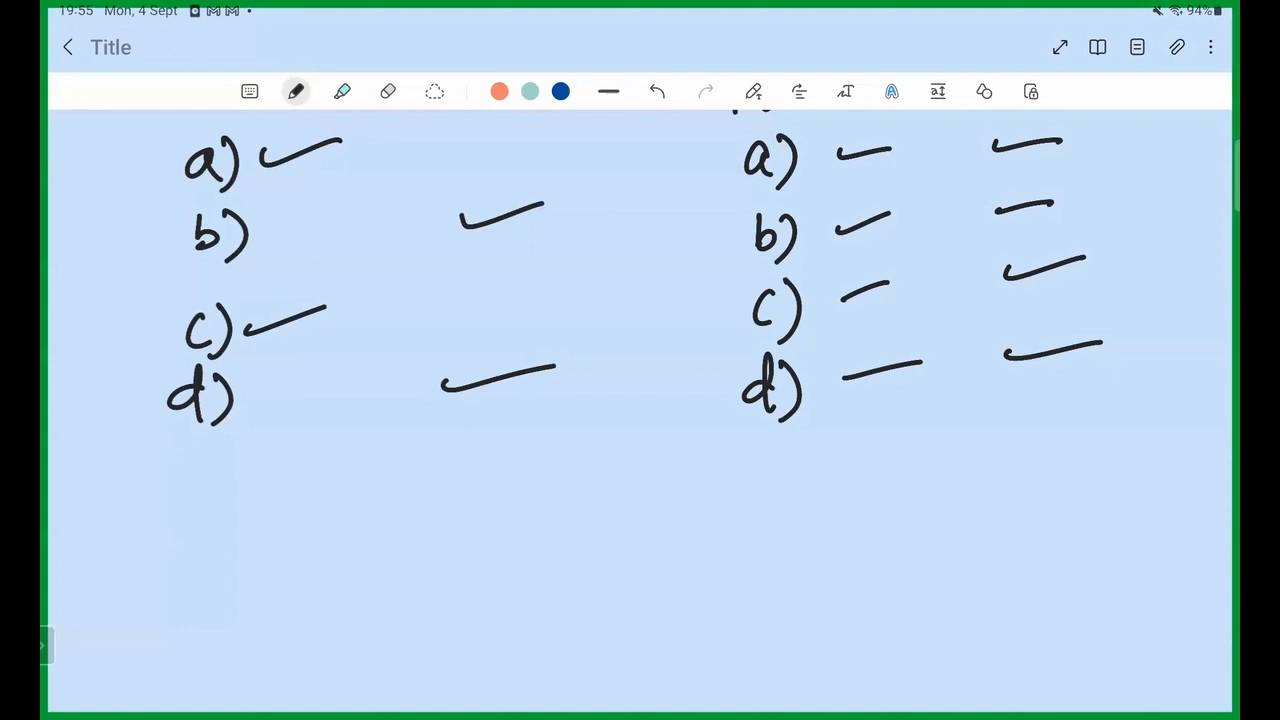 19:55 Mon, 4 Sept 94%
Title
a) a)
b) b)
c) c)
d) d)